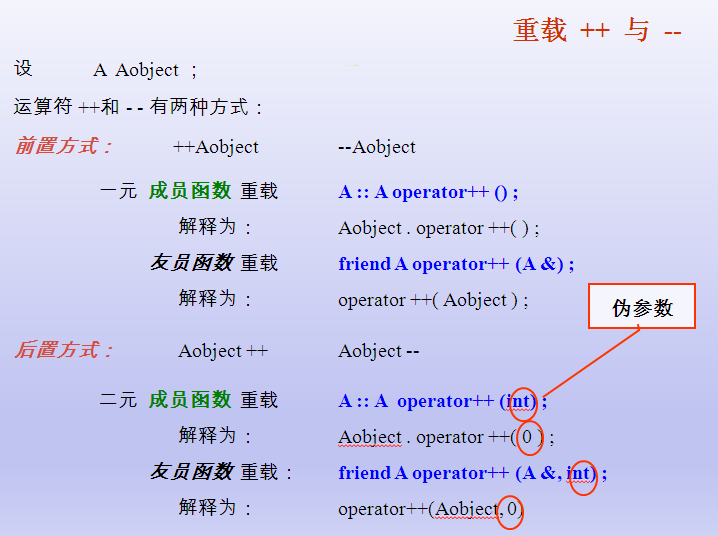 重载 ++ 与 --
设 A Aobject ;
运算符 ++和 - - 有两种方式：
前置方式： ++Aobject --Aobject
一元 成员函数 重载 A :: A operator++ () ;
解释为： Aobject . operator ++( ) ;
友员函数 重载 friend A operator++ (A &) ;
解释为： operator ++( Aobject ) ;
伪参数
后置方式： Aobject ++ Aobject --
二元 成员函数 重载 A :: A operator++ (int) ;
解释为： Aobject . operator ++( 0 ) ;
友员函数 重载： friend A operator++ (A &, int) ;
解释为： operator++(Aobject, 0)